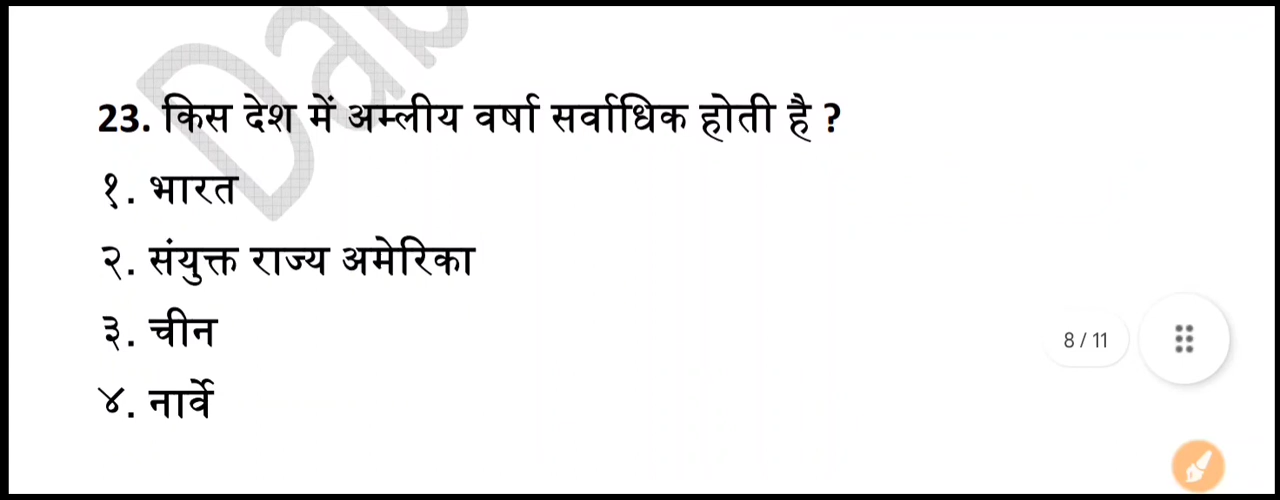 23. किस देश में अम्लीय वर्षा सर्वाधिक होती है ?
१. भारत
२. संयुक्त राज्य अमेरिका
३. चीन
४. नार्वे
8 / 11